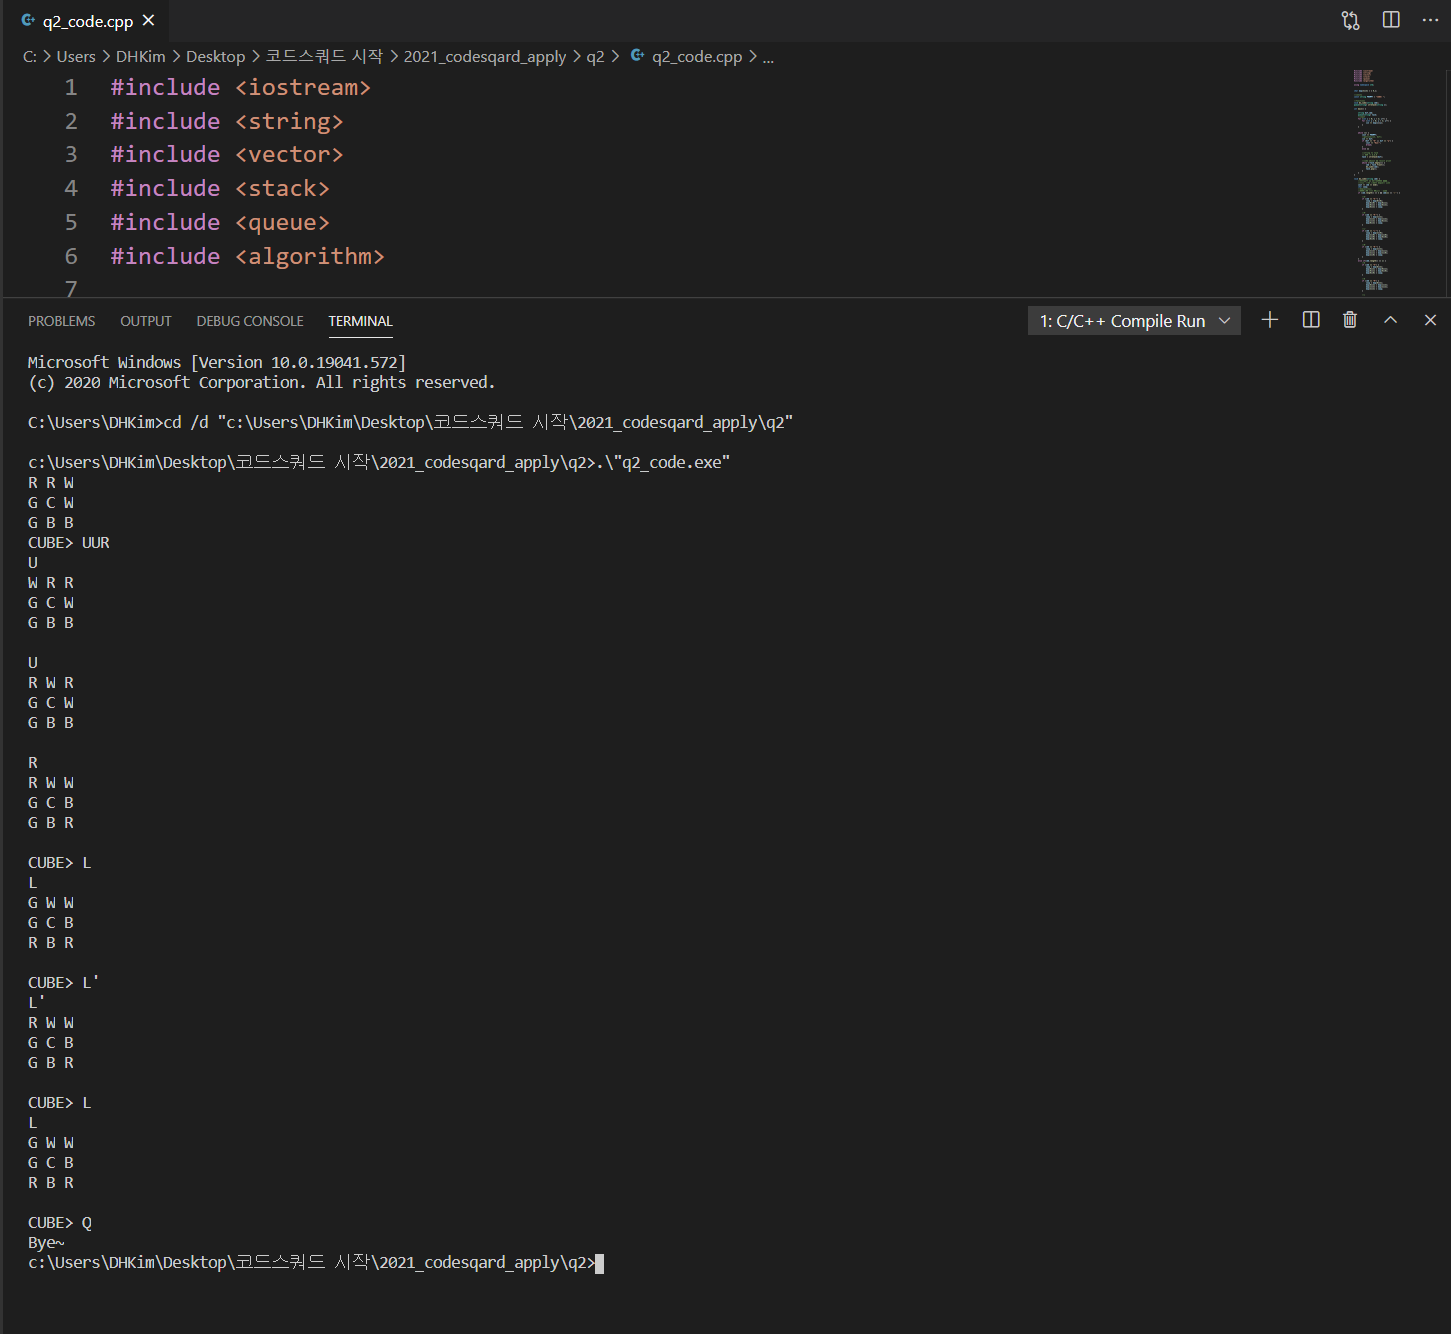 q2_code.cpp
C: > Users > DHKim > Desktop > 코드스쿼드 시작 > 2021_codesqard_apply > q2 > q2_code.cpp > ...
1 #include <iostream>
2 #include <string>
3 #include <vector>
4 #include <stack>
5 #include <queue>
6 #include <algorithm>
7
PROBLEMS OUTPUT DEBUG CONSOLE TERMINAL 1: C/C++ Compile Run
Microsoft Windows [Version 10.0.19041.572]
(c) 2020 Microsoft Corporation. All rights reserved.
C:\Users\DHKim>cd /d "c:\Users\DHKim\Desktop\코드스쿼드 시작\2021_codesqard_apply\q2"
c:\Users\DHKim\Desktop\코드스쿼드 시작\2021_codesqard_apply\q2>.\"q2_code.exe"
R R W
G C W
G B B
CUBE> UUR
U
W R R
G C W
G B B
U
R W R
G C W
G B B
R
R W W
G C B
G B R
CUBE> L
L
G W W
G C B
R B R
CUBE> L'
L'
R W W
G C B
G B R
CUBE> L
L
G W W
G C B
R B R
CUBE> Q
Bye~
c:\Users\DHKim\Desktop\코드스쿼드 시작\2021_codesqard_apply\q2>